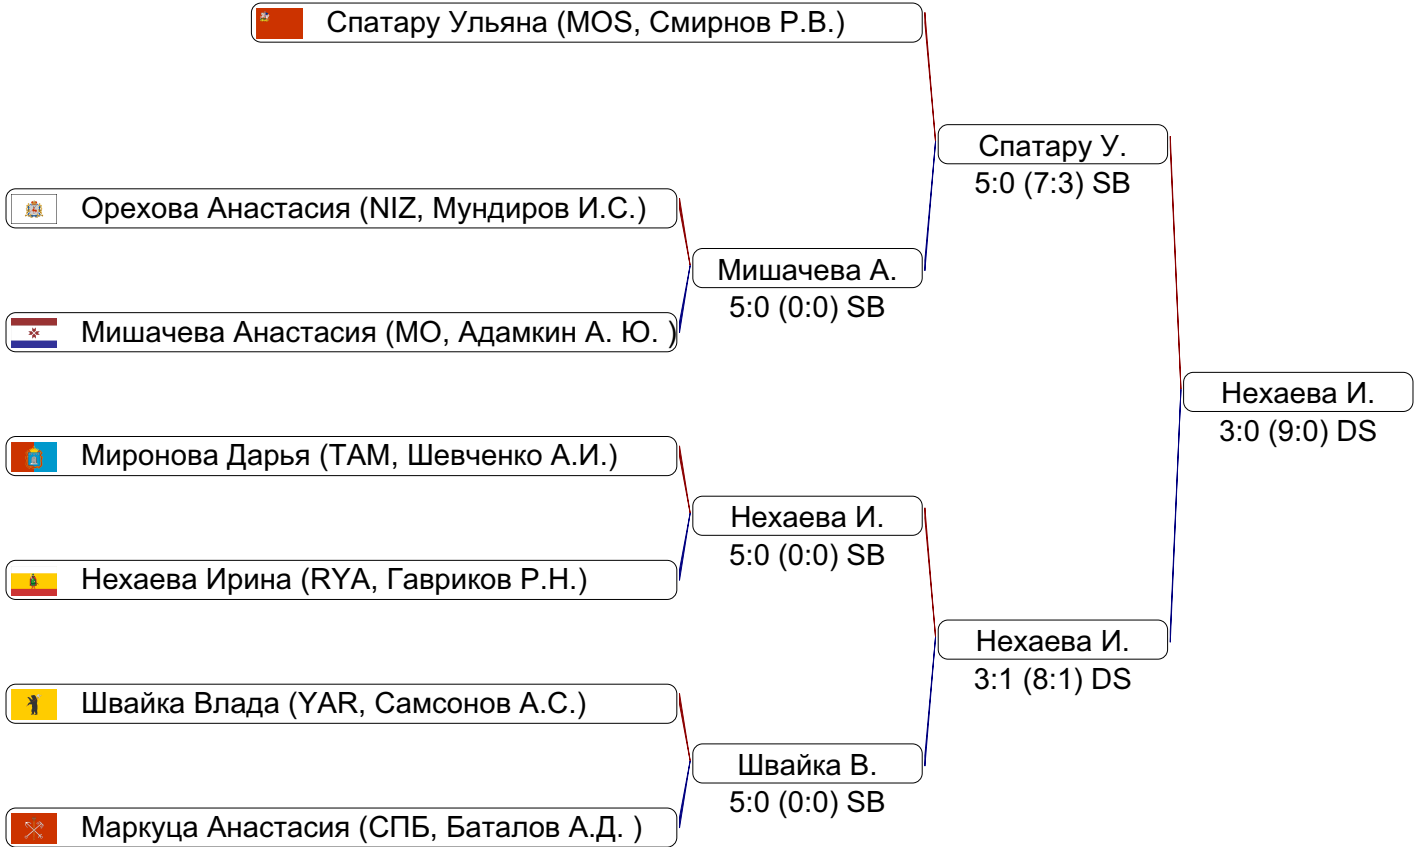 Спатару Ульяна (MOS, Смирнов Р.В.)
Спатару У.
5:0 (7:3) SB
Орехова Анастасия (NIZ, Мундиров И.С.)
Мишачева А.
5:0 (0:0) SB
Мишачева Анастасия (МО, Адамкин А. Ю. )
Нехаева И.
3:0 (9:0) DS
Миронова Дарья (TAM, Шевченко А.И.)
Нехаева И.
5:0 (0:0) SB
Нехаева Ирина (RYA, Гавриков Р.Н.)
Нехаева И.
3:1 (8:1) DS
Швайка Влада (YAR, Самсонов А.С.)
Швайка В.
5:0 (0:0) SB
Маркуца Анастасия (СПБ, Баталов А.Д. )